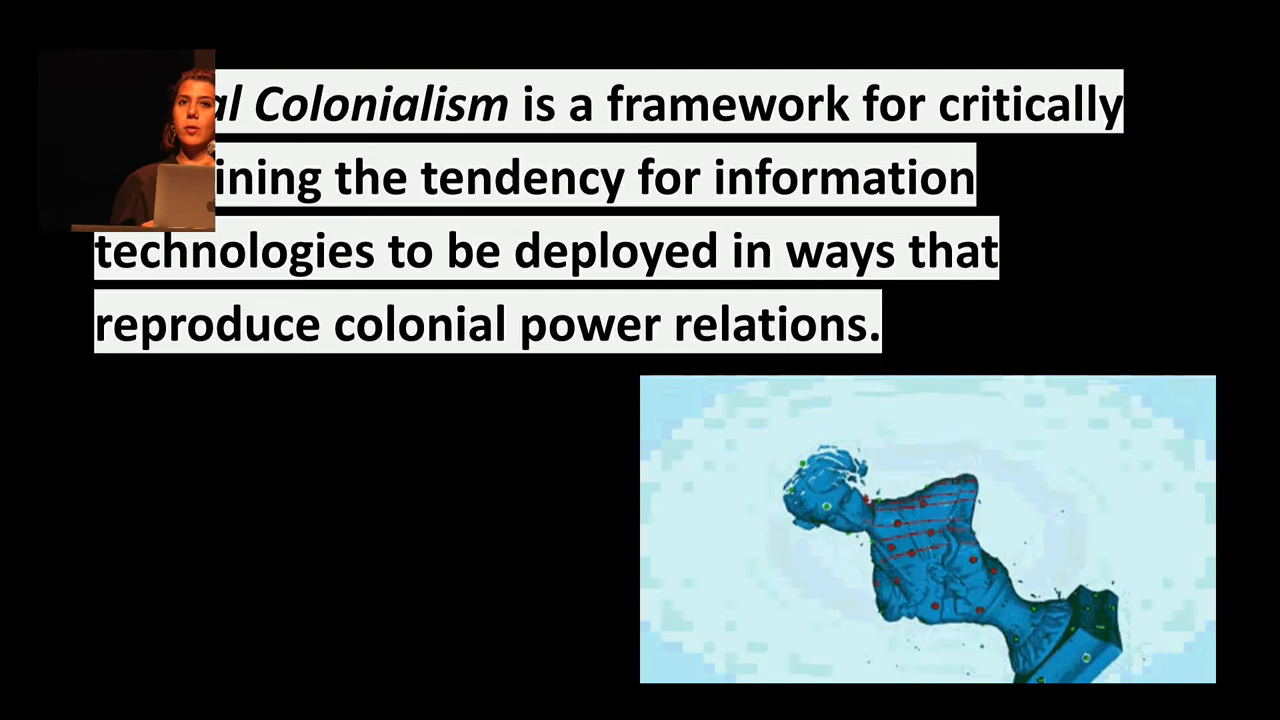 al Colonialism is a framework for critically
ining the tendency for information
technologies to be deployed in ways that
reproduce colonial power relations.